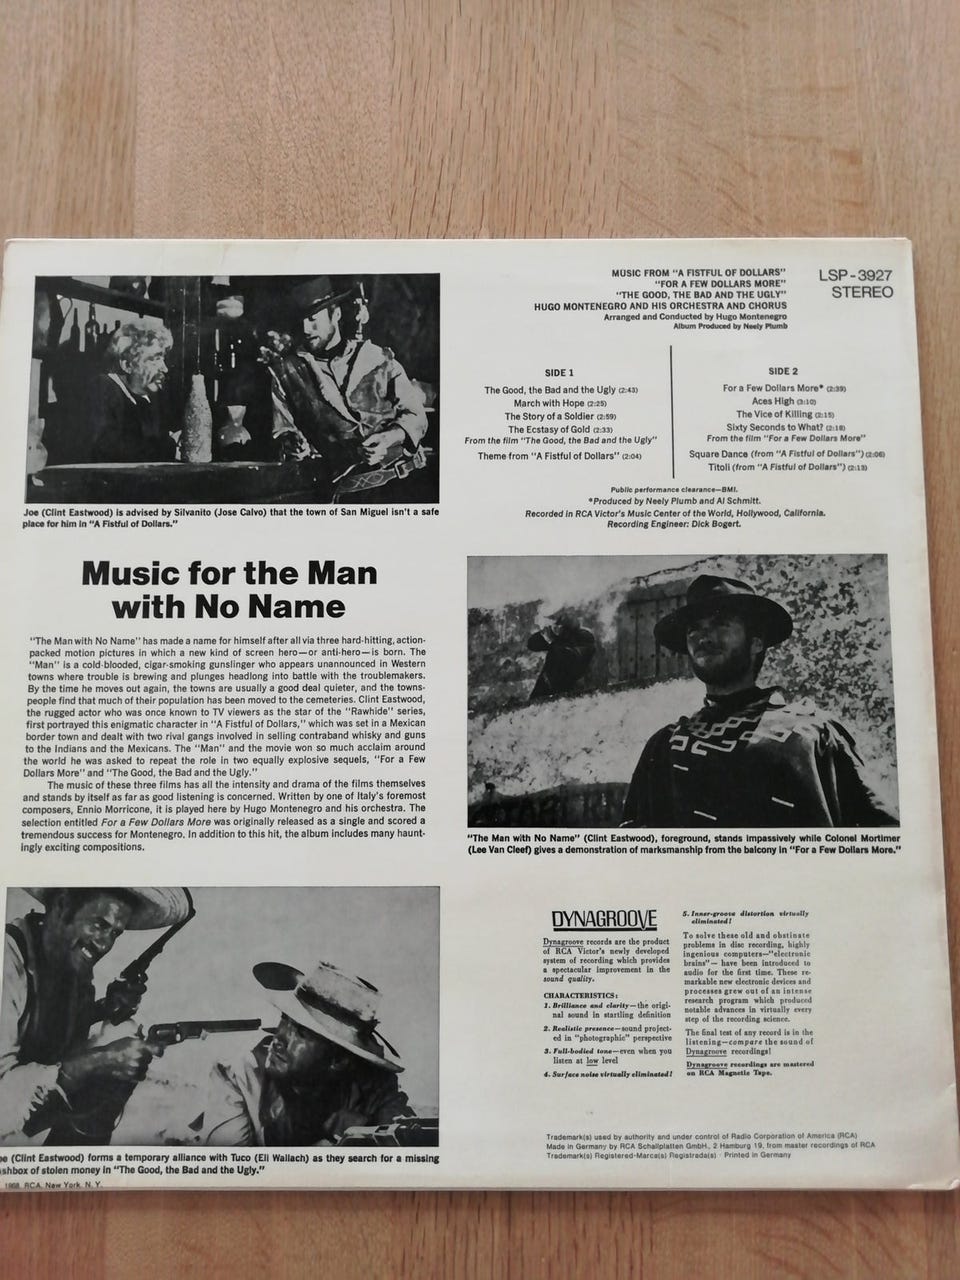 MUSIC FROM "A FISTFUL OF DOLLARS"
"FOR A FEW DOLLARS MORE"
"THE GOOD, THE BAD AND THE UGLY"
HUGO MONTENEGRO AND HIS ORCHESTRA AND CHORUS
Arranged and Conducted by Hugo Montenegro
Album Produced by Neely Plumb
LSP-3927
STEREO
SIDE 1
The Good, the Bad and the Ugly (2:43)
March with Hope (2:25)
The Story of a Soldier (2:59)
The Ecstasy of Gold (2:33)
From the film "The Good, the Bad and the Ugly"
Theme from "A Fistful of Dollars" (2:04)
SIDE 2
For a Few Dollars More* (2:39)
Aces High (3:10)
The Vice of Killing (2:15)
Sixty Seconds to What? (2:18)
From the film "For a Few Dollars More"
Square Dance (from "A Fistful of Dollars") (2:06)
Titoli (from "A Fistful of Dollars") (2:13)
Public performance clearance—BMI.
*Produced by Neely Plumb and Al Schmitt.
Recorded in RCA Victor's Music Center of the World, Hollywood, California.
Recording Engineer: Dick Bogert.
Joe (Clint Eastwood) is advised by Silvanito (Jose Calvo) that the town of San Miguel isn't a safe
place for him in "A Fistful of Dollars."
Music for the Man
with No Name
"The Man with No Name" has made a name for himself after all via three hard-hitting, action-
packed motion pictures in which a new kind of screen hero—or anti-hero—is born. The
"Man" is a cold-blooded, cigar-smoking gunslinger who appears unannounced in Western
towns where trouble is brewing and plunges headlong into battle with the troublemakers.
By the time he moves out again, the towns are usually a good deal quieter, and the towns-
people find that much of their population has been moved to the cemeteries. Clint Eastwood,
the rugged actor who was once known to TV viewers as the star of the "Rawhide" series,
first portrayed this enigmatic character in "A Fistful of Dollars," which was set in a Mexican
border town and dealt with two rival gangs involved in selling contraband whisky and guns
to the Indians and the Mexicans. The "Man" and the movie won so much acclaim around
the world he was asked to repeat the role in two equally explosive sequels, "For a Few
Dollars More" and "The Good, the Bad and the Ugly."
The music of these three films has all the intensity and drama of the films themselves
and stands by itself as far as good listening is concerned. Written by one of Italy's foremost
composers, Ennio Morricone, it is played here by Hugo Montenegro and his orchestra. The
selection entitled For a Few Dollars More was originally released as a single and scored a
tremendous success for Montenegro. In addition to this hit, the album includes many haunt-
ingly exciting compositions.
"The Man with No Name" (Clint Eastwood), foreground, stands impassively while Colonel Mortimer
(Lee Van Cleef) gives a demonstration of marksmanship from the balcony in "For a Few Dollars More."
(Clint Eastwood) forms a temporary alliance with Tuco (Eli Wallach) as they search for a missing
of stolen money in "The Good, the Bad and the Ugly."
1968, RCA, New York, N. Y.
DYNAGROOVE
Dynagroove records are the product
of RCA Victor's newly developed
system of recording which provides
a spectacular improvement in the
sound quality.
CHARACTERISTICS:
1. Brilliance and clarity—the origi-
nal sound in startling definition
2. Realistic presence—sound project-
ed in "photographic" perspective
3. Full-bodied tone—even when you
listen at low level
4. Surface noise virtually eliminated!
5. Inner-groove distortion virtually
eliminated!
To solve these old and obstinate
problems in disc recording, highly
ingenious computers—"electronic
brains"—have been introduced to
audio for the first time. These re-
markable new electronic devices and
processes grew out of an intense
research program which produced
notable advances in virtually every
step of the recording science.
The final test of any record is in the
listening—compare the sound of
Dynagroove recordings!
Dynagroove recordings are mastered
on RCA Magnetic Tape.
Trademark(s) used by authority and under control of Radio Corporation of America (RCA)
Made in Germany by RCA Schallplatten GmbH., 2 Hamburg 19, from master recordings of RCA
Trademark(s) Registered-Marca(s) Registrada(s) · Printed in Germany